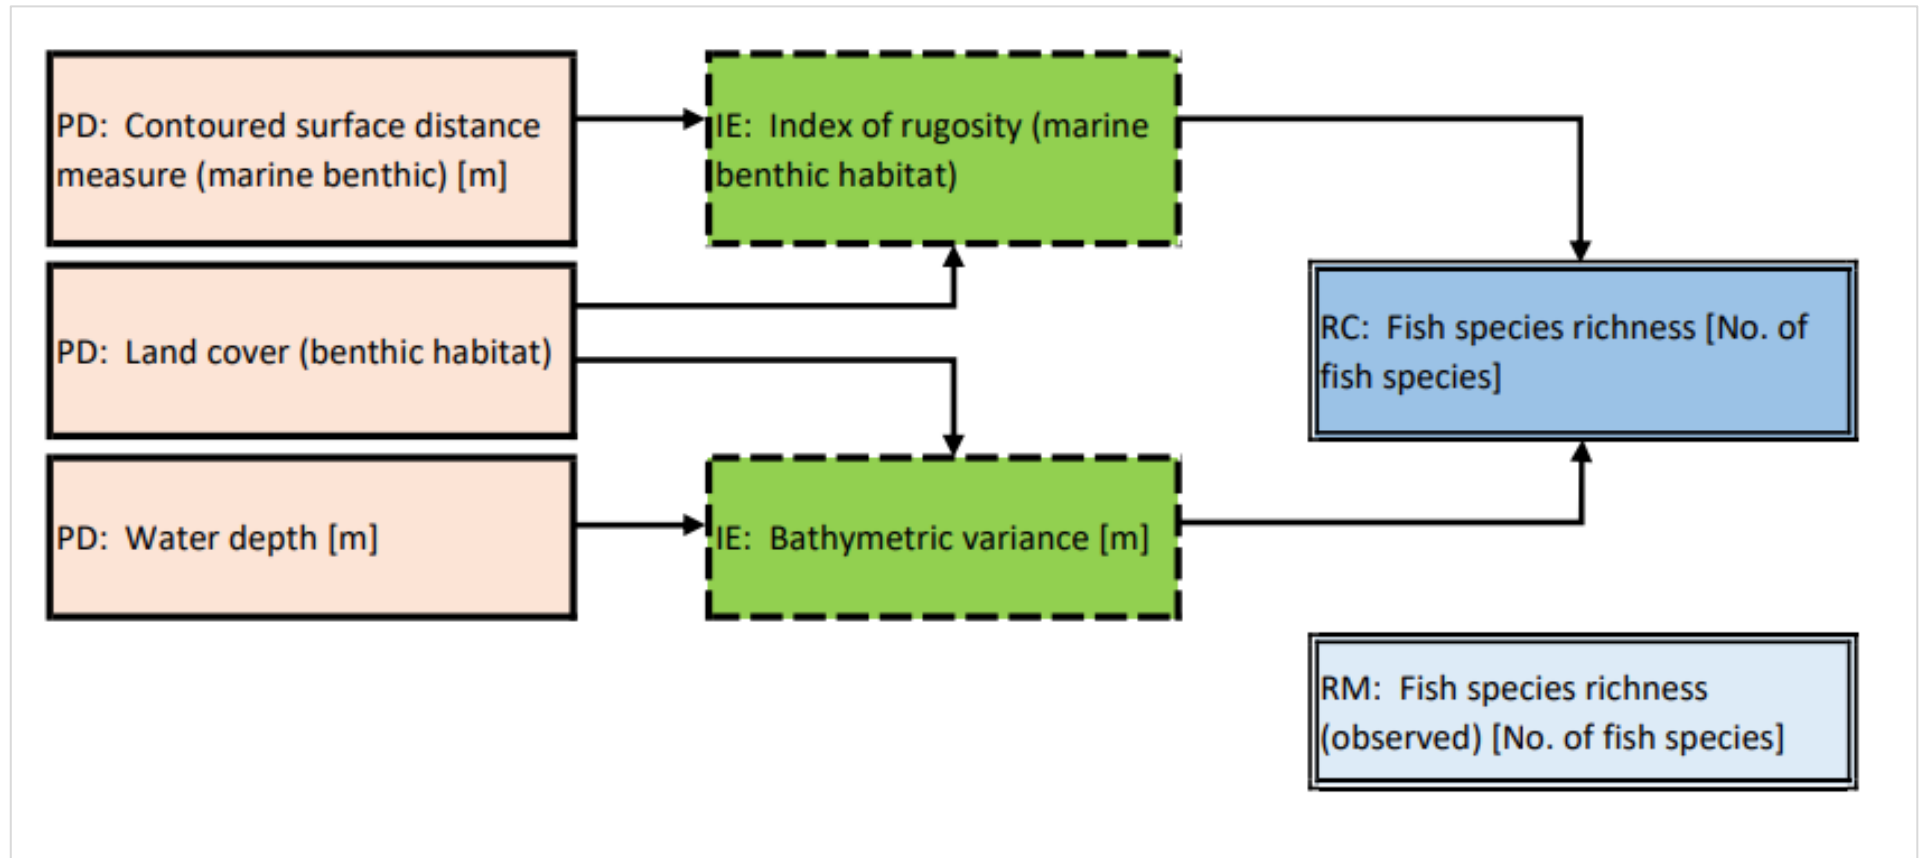 PD: Contoured surface distance
measure (marine benthic) [m]
IE: Index of rugosity (marine
benthic habitat)
PD: Land cover (benthic habitat)
RC: Fish species richness [No. of
fish species]
PD: Water depth [m]
IE: Bathymetric variance [m]
RM: Fish species richness
(observed) [No. of fish species]